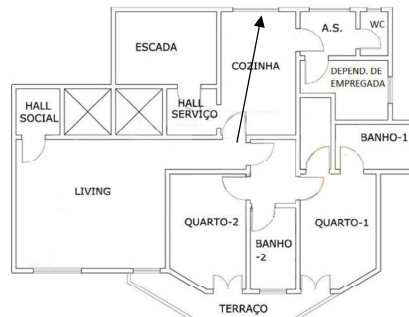 A.S.
WC
ESCADA
COZINHA
DEPEND. DE
EMPREGADA
HALL
SOCIAL
HALL
SERVIÇO
BANHO-1
LIVING
QUARTO-2
BANHO
-2
QUARTO-1
TERRAÇO